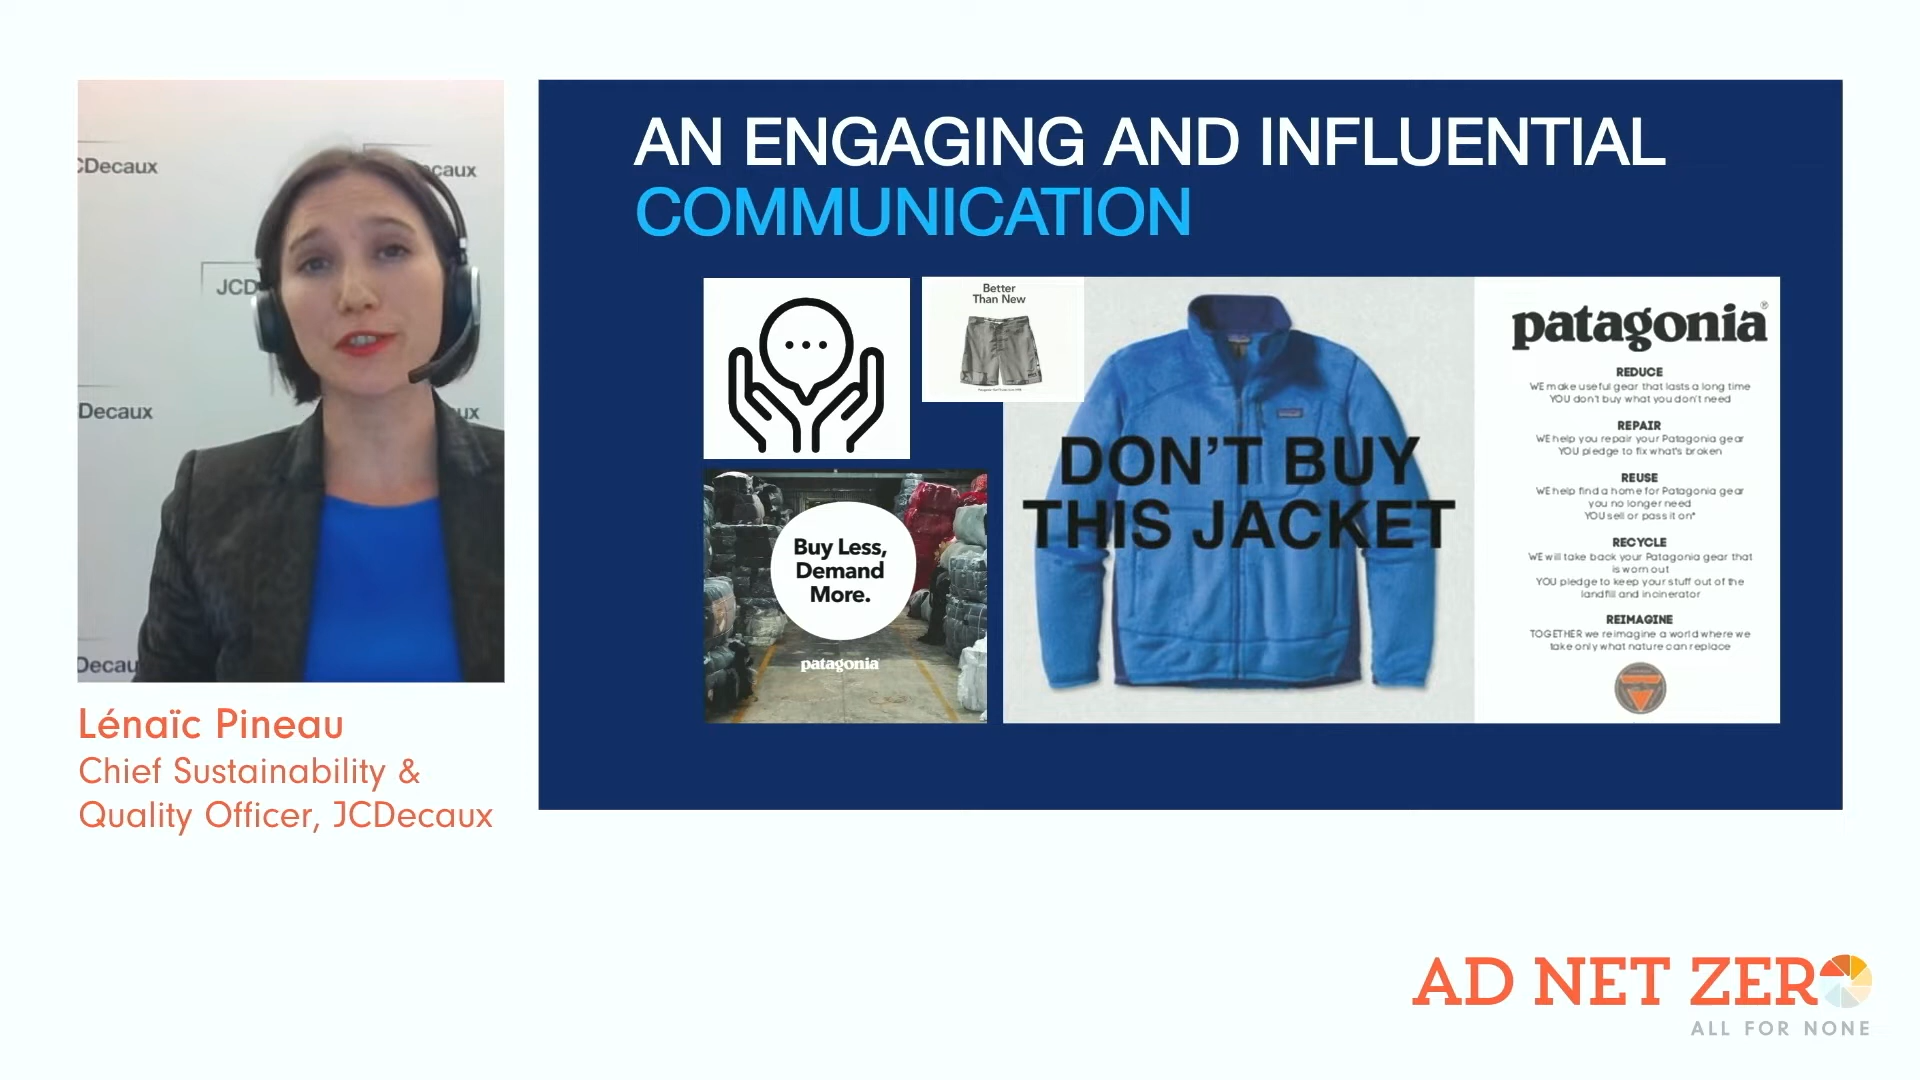 CDecaux
ecaux
JCD
Decaux
ux
Decau
Lénaïc Pineau
Chief Sustainability &
Quality Officer, JCDecaux
AN ENGAGING AND INFLUENTIAL
COMMUNICATION
Better
Than New
Buy Less,
Demand
More.
patagonia
DON'T BUY
THIS JACKET
patagonia®
REDUCE
WE make useful gear that lasts a long time
YOU don't buy what you don't need
REPAIR
WE help you repair your Patagonia gear
YOU pledge to fix what's broken
REUSE
WE help find a home for Patagonia gear
you no longer need
YOU sell or pass it on*
RECYCLE
WE will take back your Patagonia gear that
is worn out
YOU pledge to keep your stuff out of the
landfill and incinerator
REIMAGINE
TOGETHER we reimagine a world where we
take only what nature can replace
AD NET ZERO
ALL FOR NONE